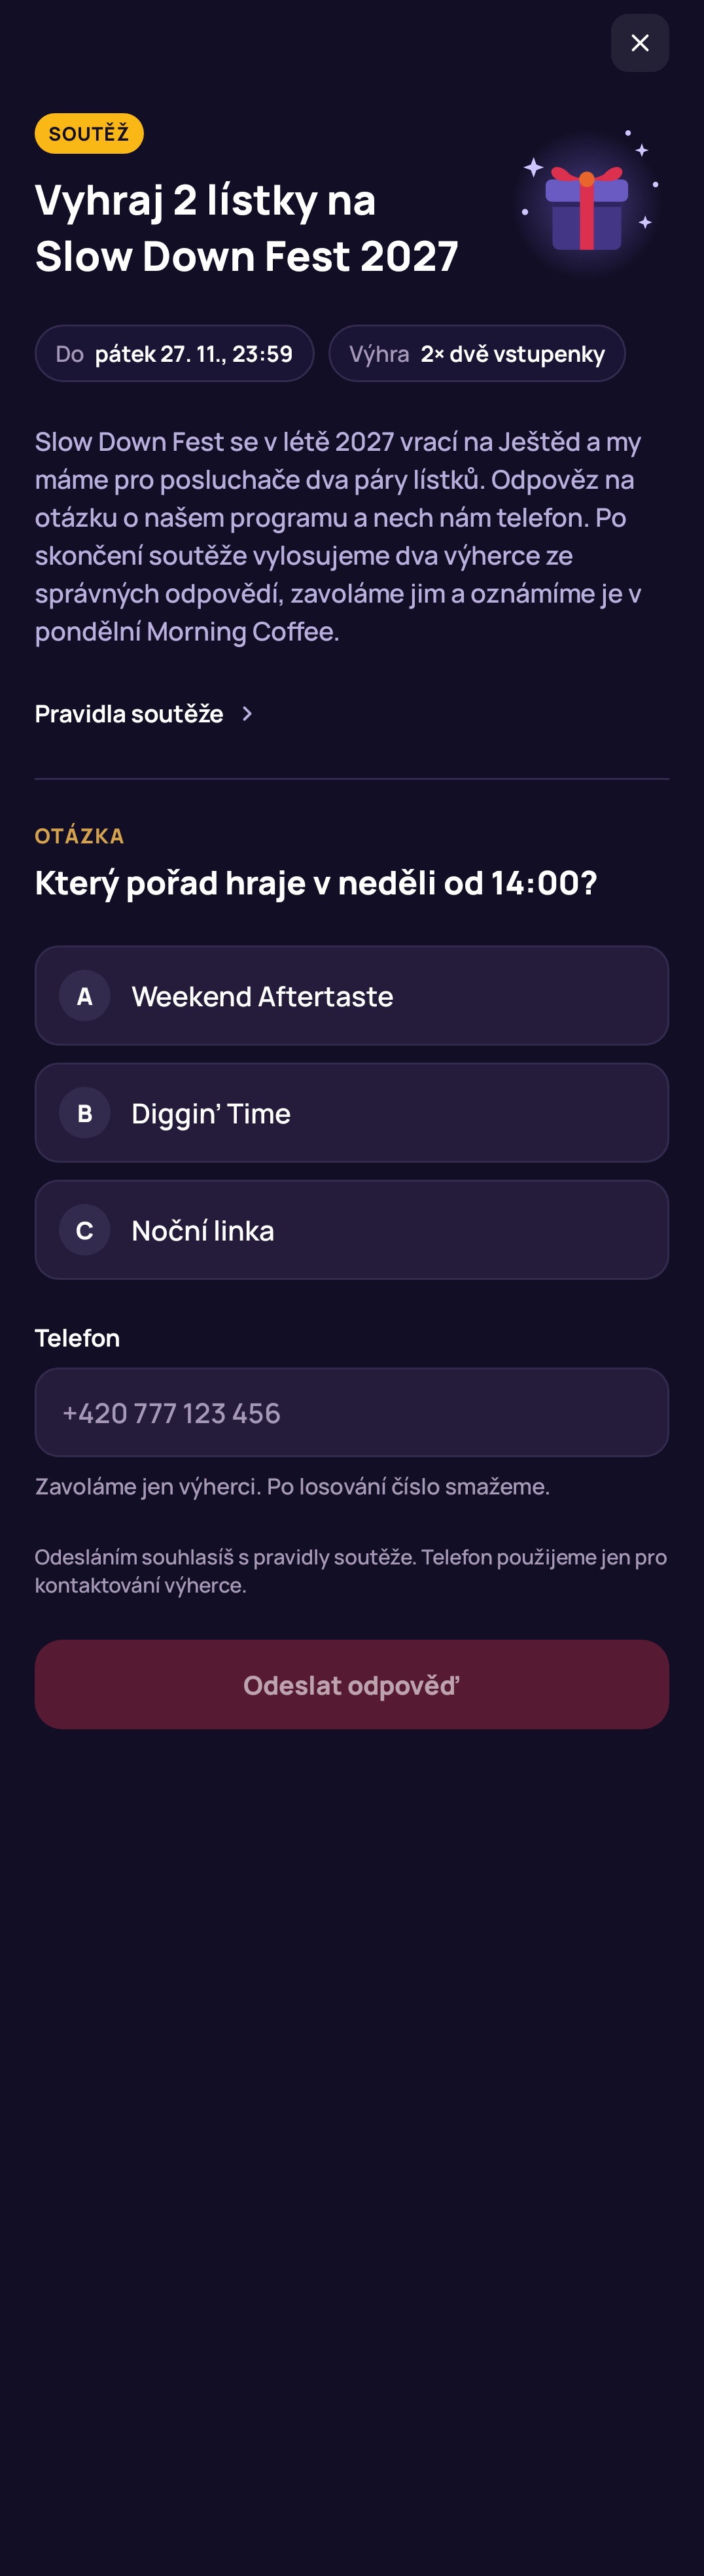 SOUTĚŽ
Vyhraj 2 lístky na
Slow Down Fest 2027
Do pátek 27. 11., 23:59
Výhra 2× dvě vstupenky
Slow Down Fest se v létě 2027 vrací na Ještěd a my
máme pro posluchače dva páry lístků. Odpověz na
otázku o našem programu a nech nám telefon. Po
skončení soutěže vylosujeme dva výherce ze
správných odpovědí, zavoláme jim a oznámíme je v
pondělní Morning Coffee.
Pravidla soutěže
OTÁZKA
Který pořad hraje v neděli od 14:00?
A Weekend Aftertaste
B Diggin’ Time
C Noční linka
Telefon
+420 777 123 456
Zavoláme jen výherci. Po losování číslo smažeme.
Odesláním souhlasíš s pravidly soutěže. Telefon použijeme jen pro
kontaktování výherce.
Odeslat odpověď